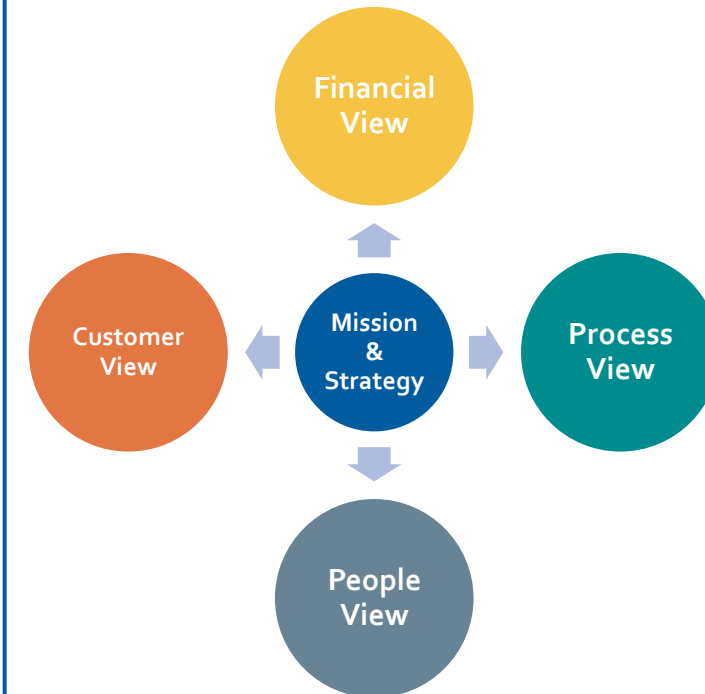 Financial
View
Customer
View
Mission
&
Strategy
Process
View
People
View